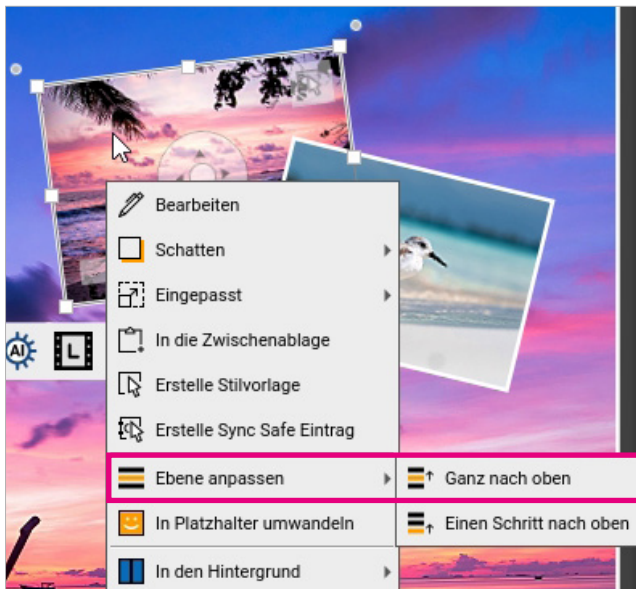 Bearbeiten
Schatten
Eingepasst
In die Zwischenablage
AI L
Erstelle Stilvorlage
Erstelle Sync Safe Eintrag
Ebene anpassen
Ganz nach oben
In Platzhalter umwandeln
Einen Schritt nach oben
In den Hintergrund